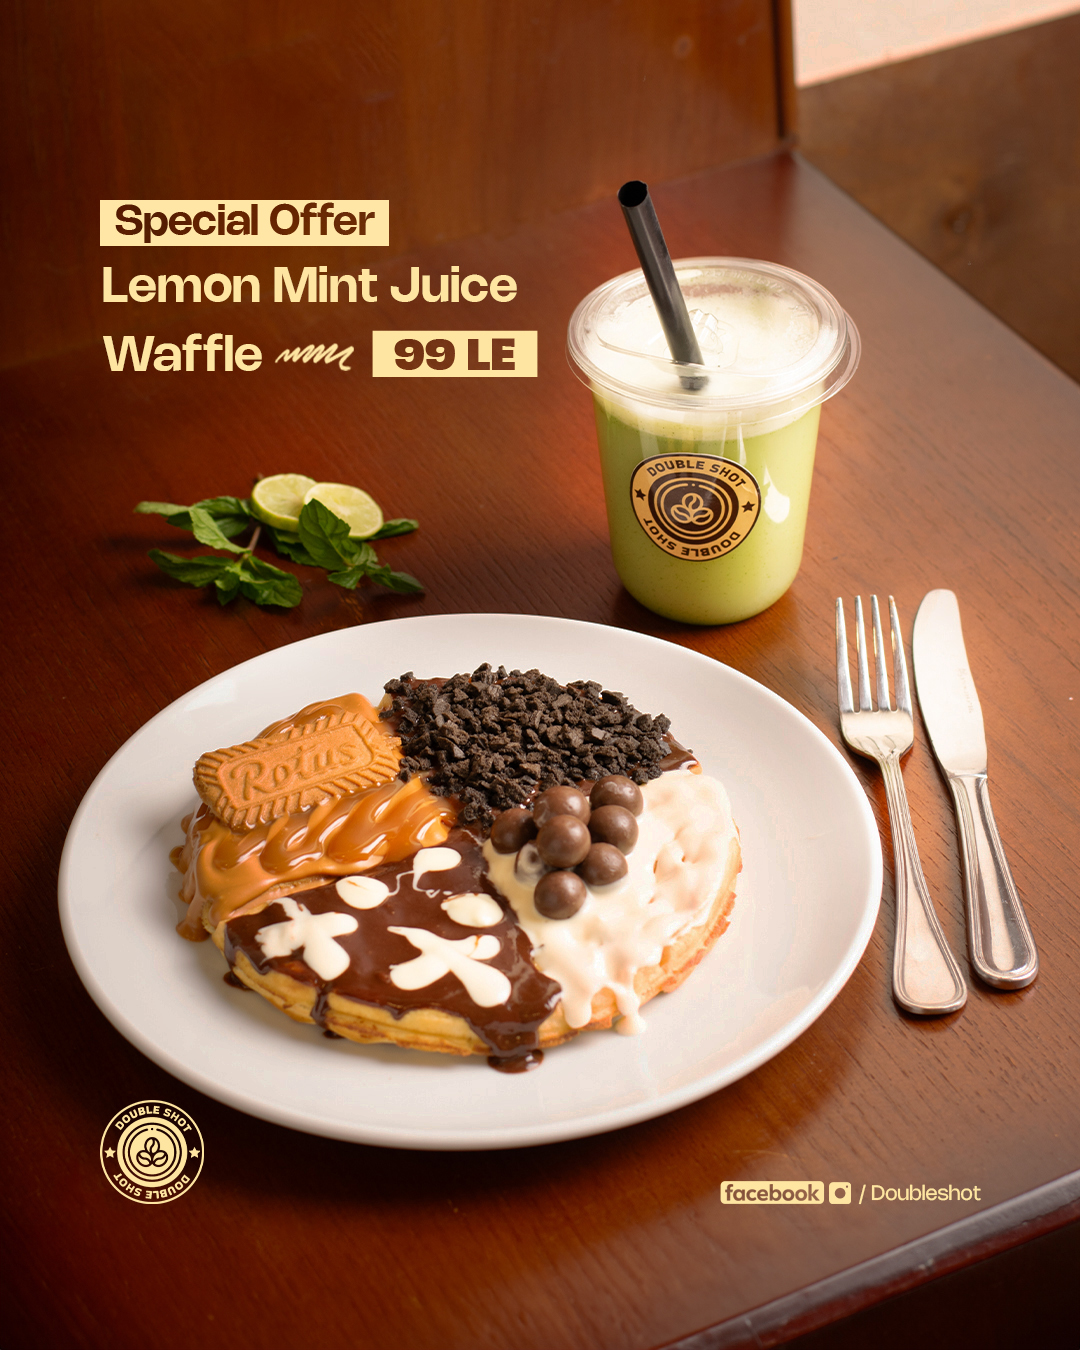 Special Offer
Lemon Mint Juice
Waffle 99 LE
DOUBLE SHOT
DOUBLE SHOT
Rotus
DOUBLE SHOT
DOUBLE SHOT
facebook / Doubleshot